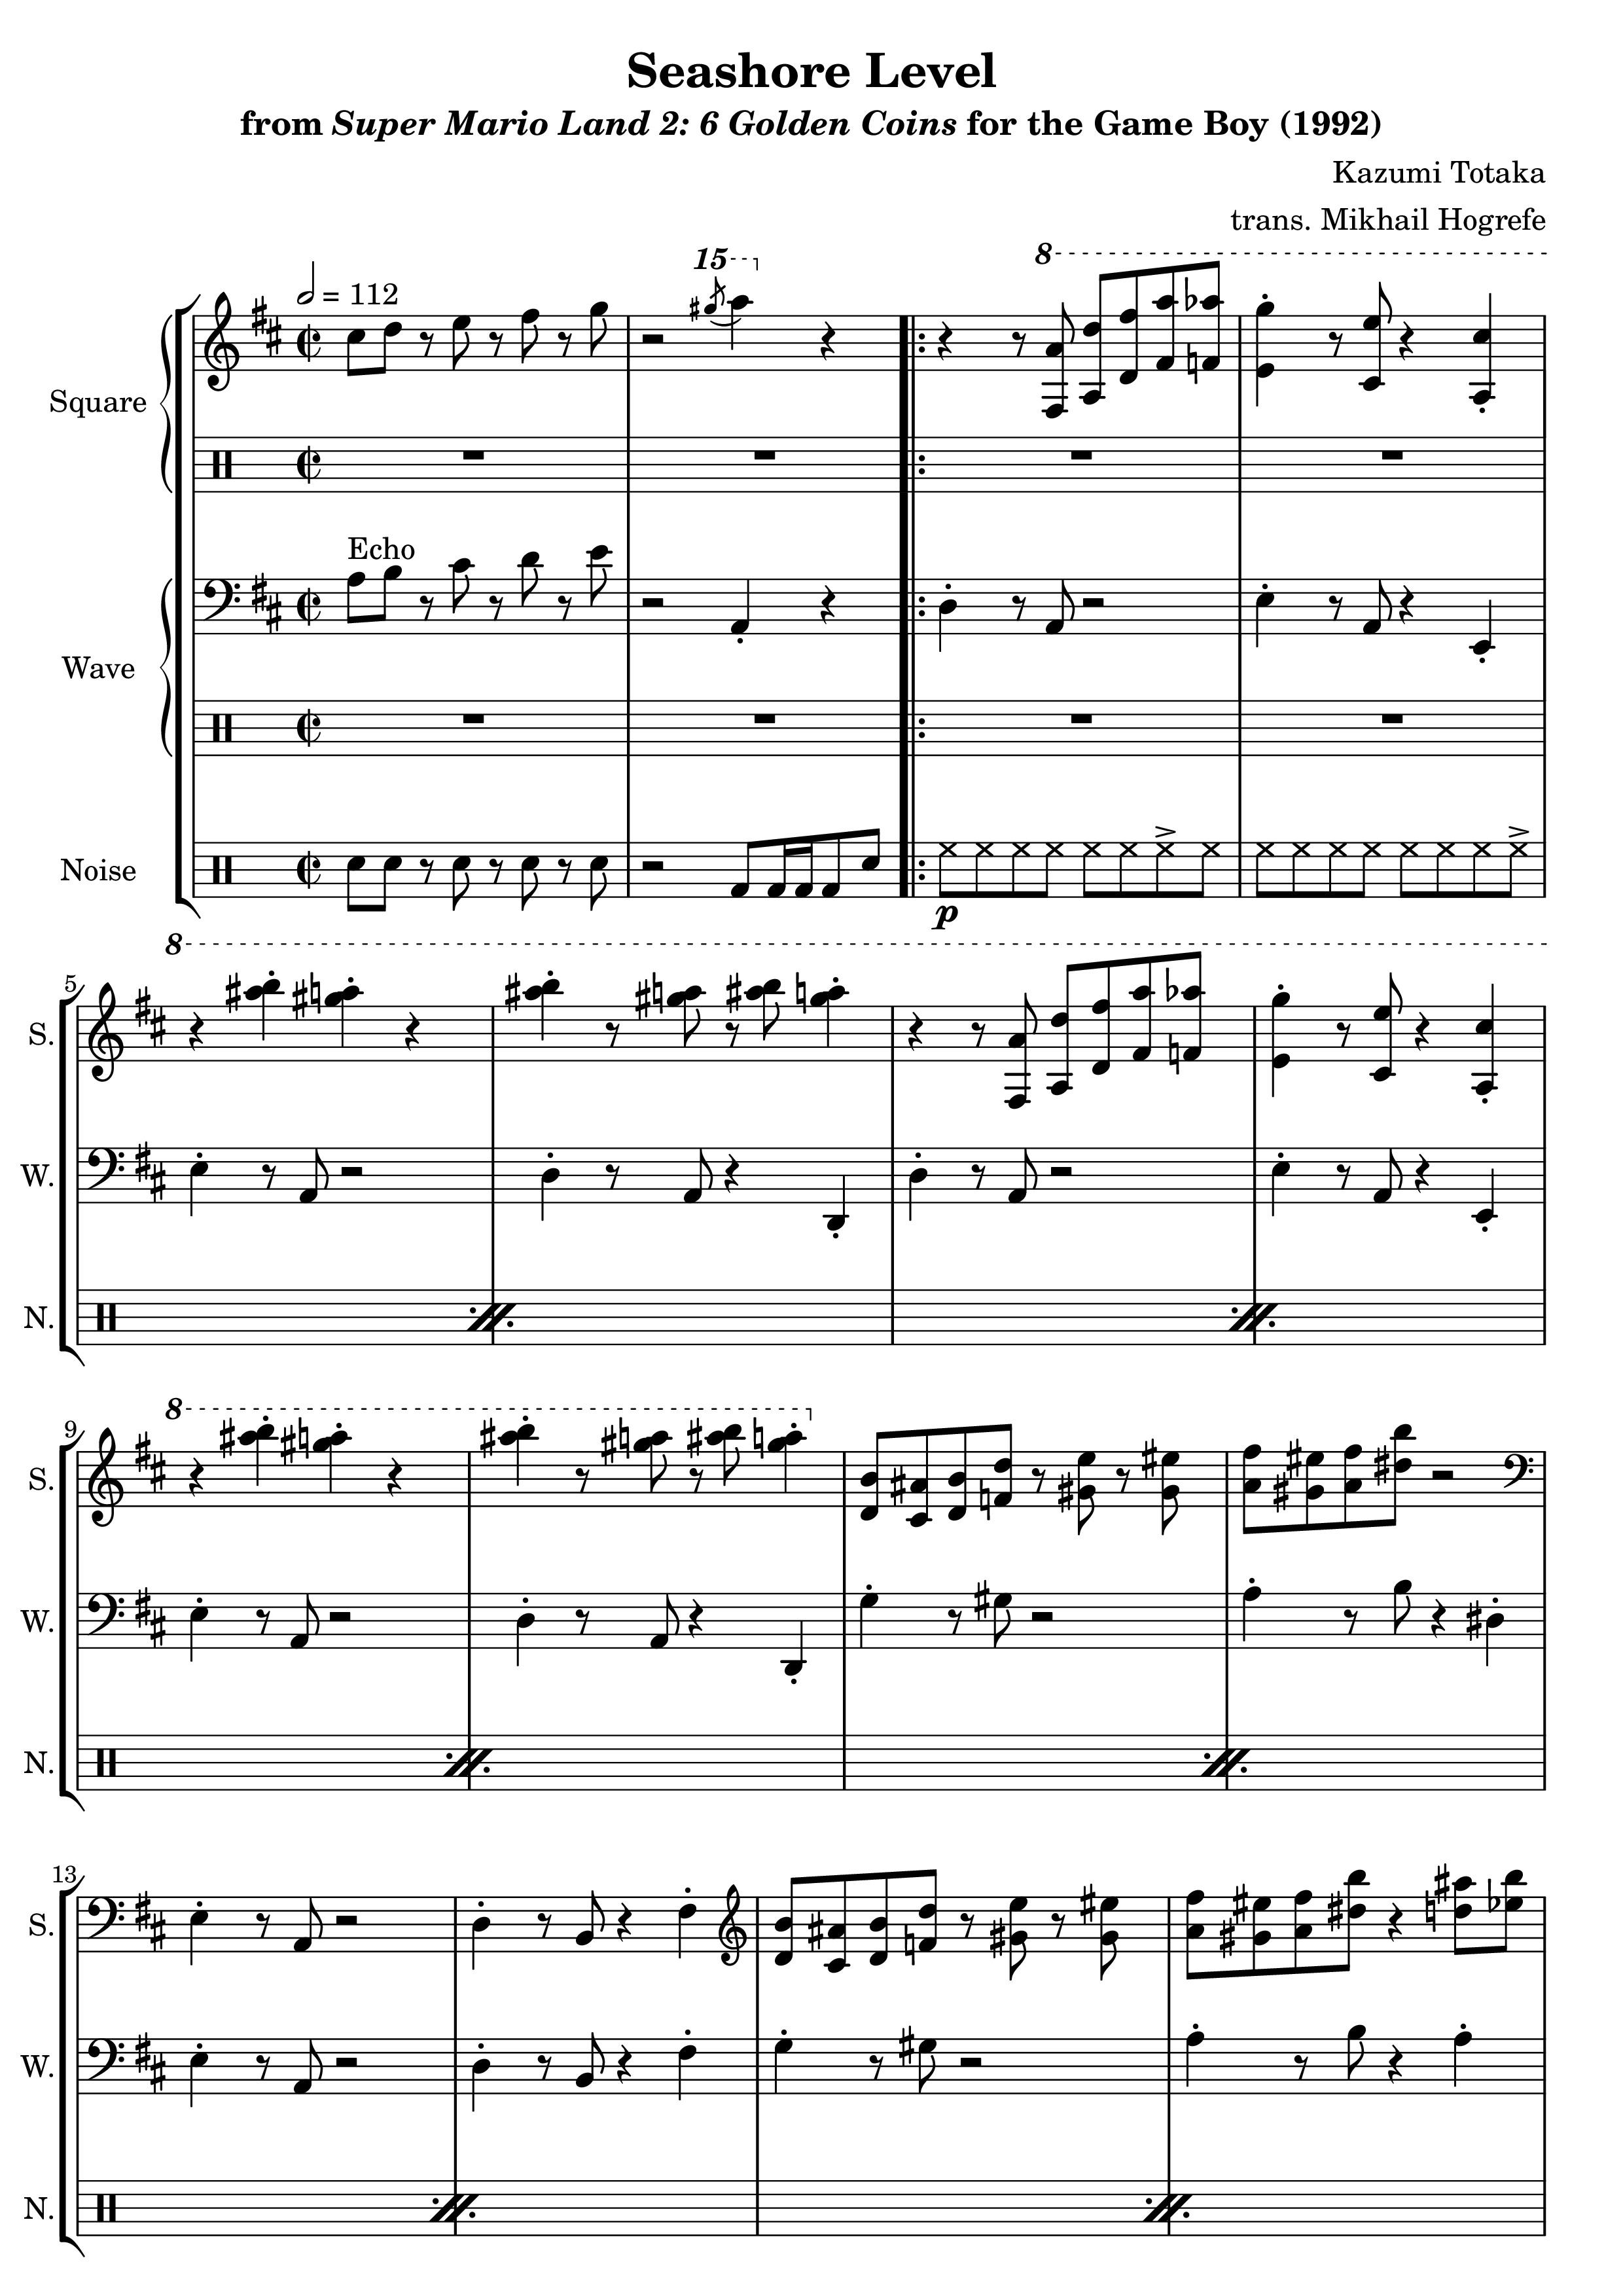 Seashore Level
from Super Mario Land 2: 6 Golden Coins for the Game Boy (1992)
Kazumi Totaka
trans. Mikhail Hogrefe
= 112
15
8
Square
Echo
Wave
Noise
p
8
5
S.
W.
N.
8
9
S.
W.
N.
13
S.
W.
N.